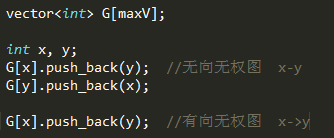 vector<int> G[maxV];
int x, y;
G[x].push_back(y);  //无向无权图  x-y
G[y].push_back(x);
G[x].push_back(y);  //有向无权图  x->y